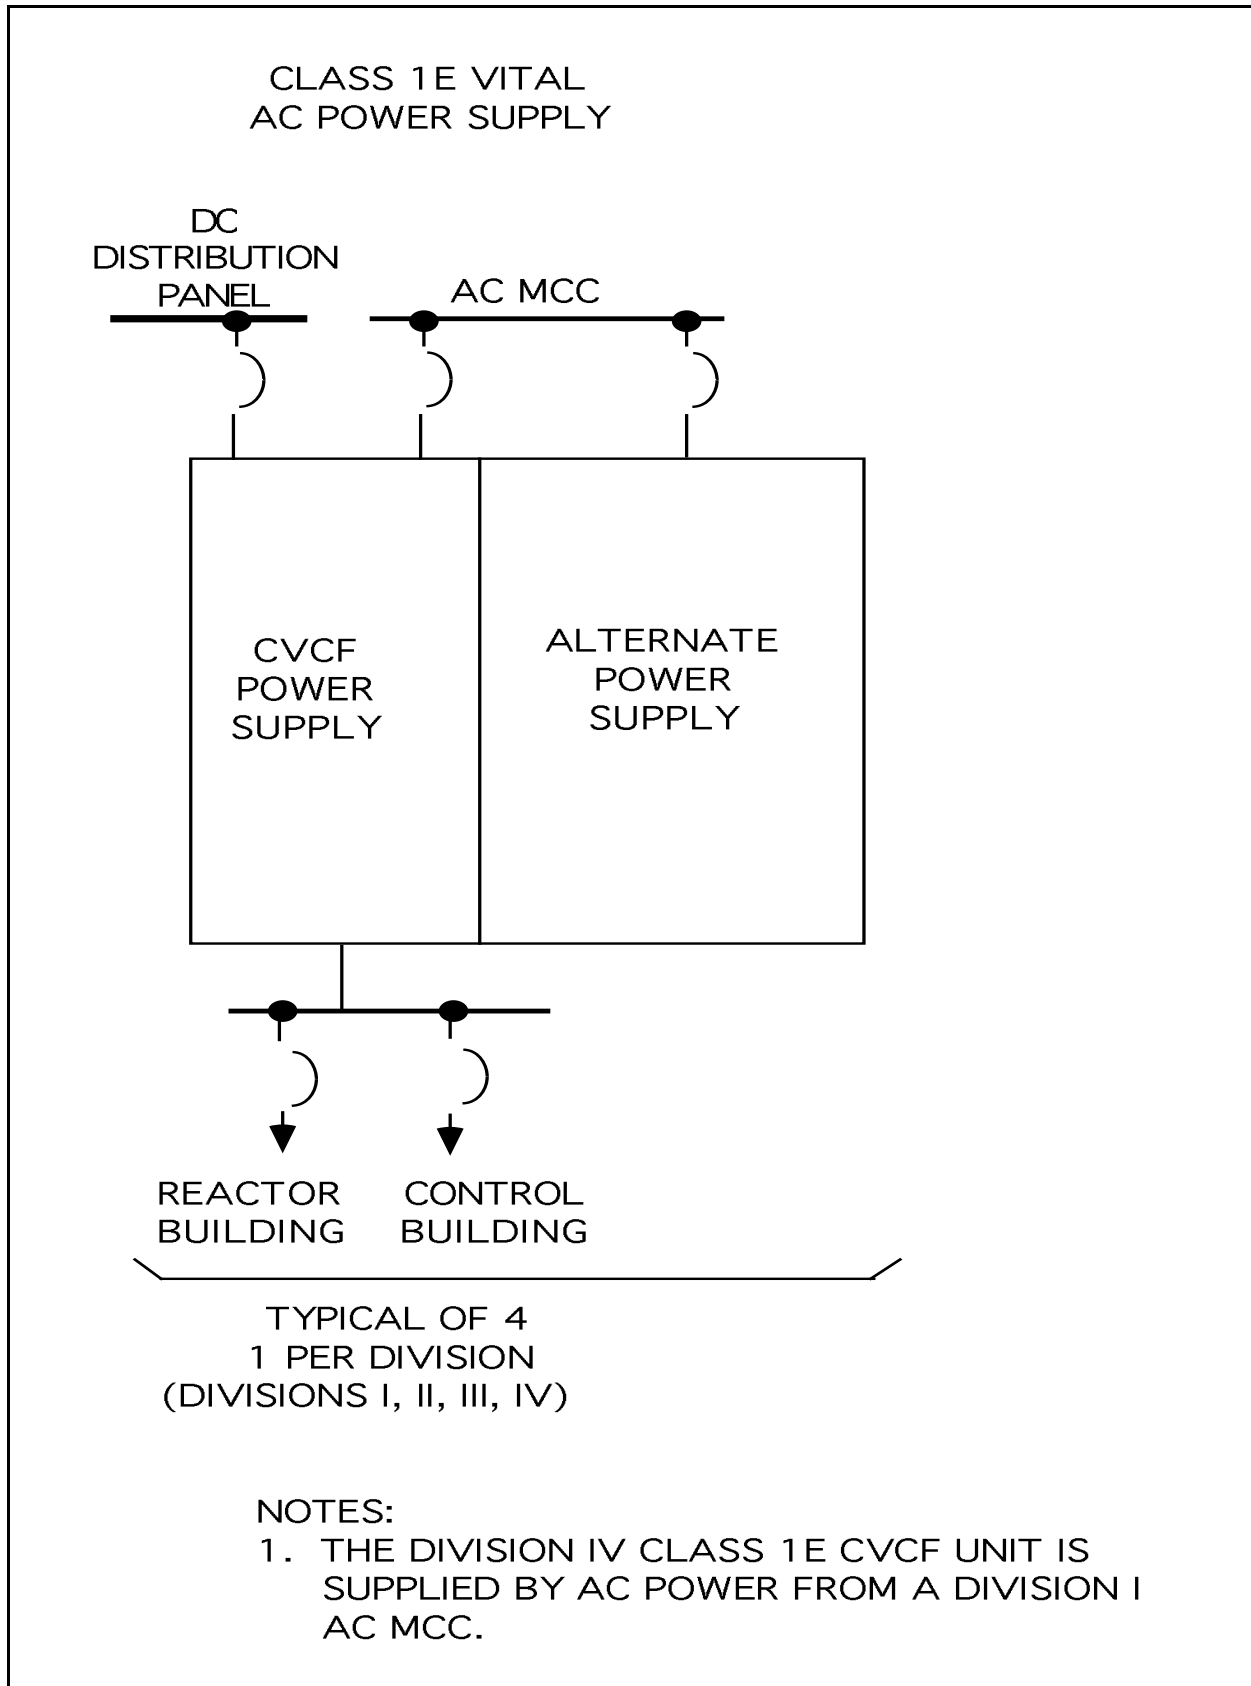 CLASS 1E VITAL
AC POWER SUPPLY
DC
DISTRIBUTION
PANEL
AC MCC
CVCF
POWER
SUPPLY
ALTERNATE
POWER
SUPPLY
REACTOR
BUILDING
CONTROL
BUILDING
TYPICAL OF 4
1 PER DIVISION
(DIVISIONS I, II, III, IV)
NOTES:
1. THE DIVISION IV CLASS 1E CVCF UNIT IS
SUPPLIED BY AC POWER FROM A DIVISION I
AC MCC.